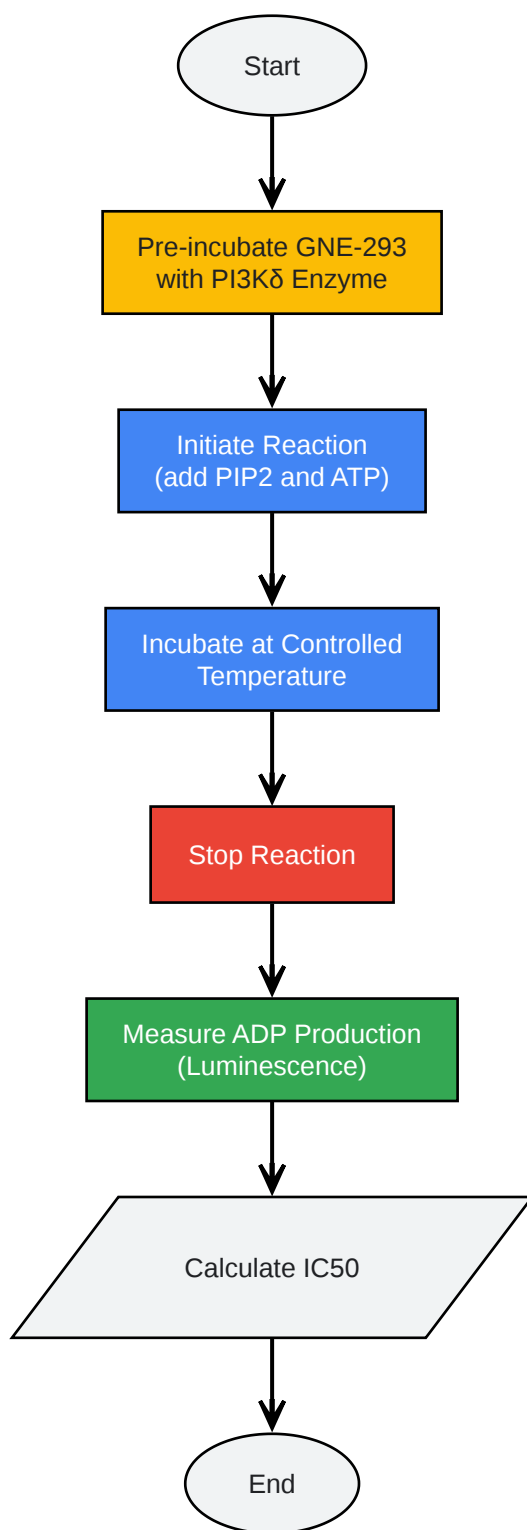 Start
Pre-incubate GNE-293
with PI3Kδ Enzyme
Initiate Reaction
(add PIP2 and ATP)
Incubate at Controlled
Temperature
Stop Reaction
Measure ADP Production
(Luminescence)
Calculate IC50
End